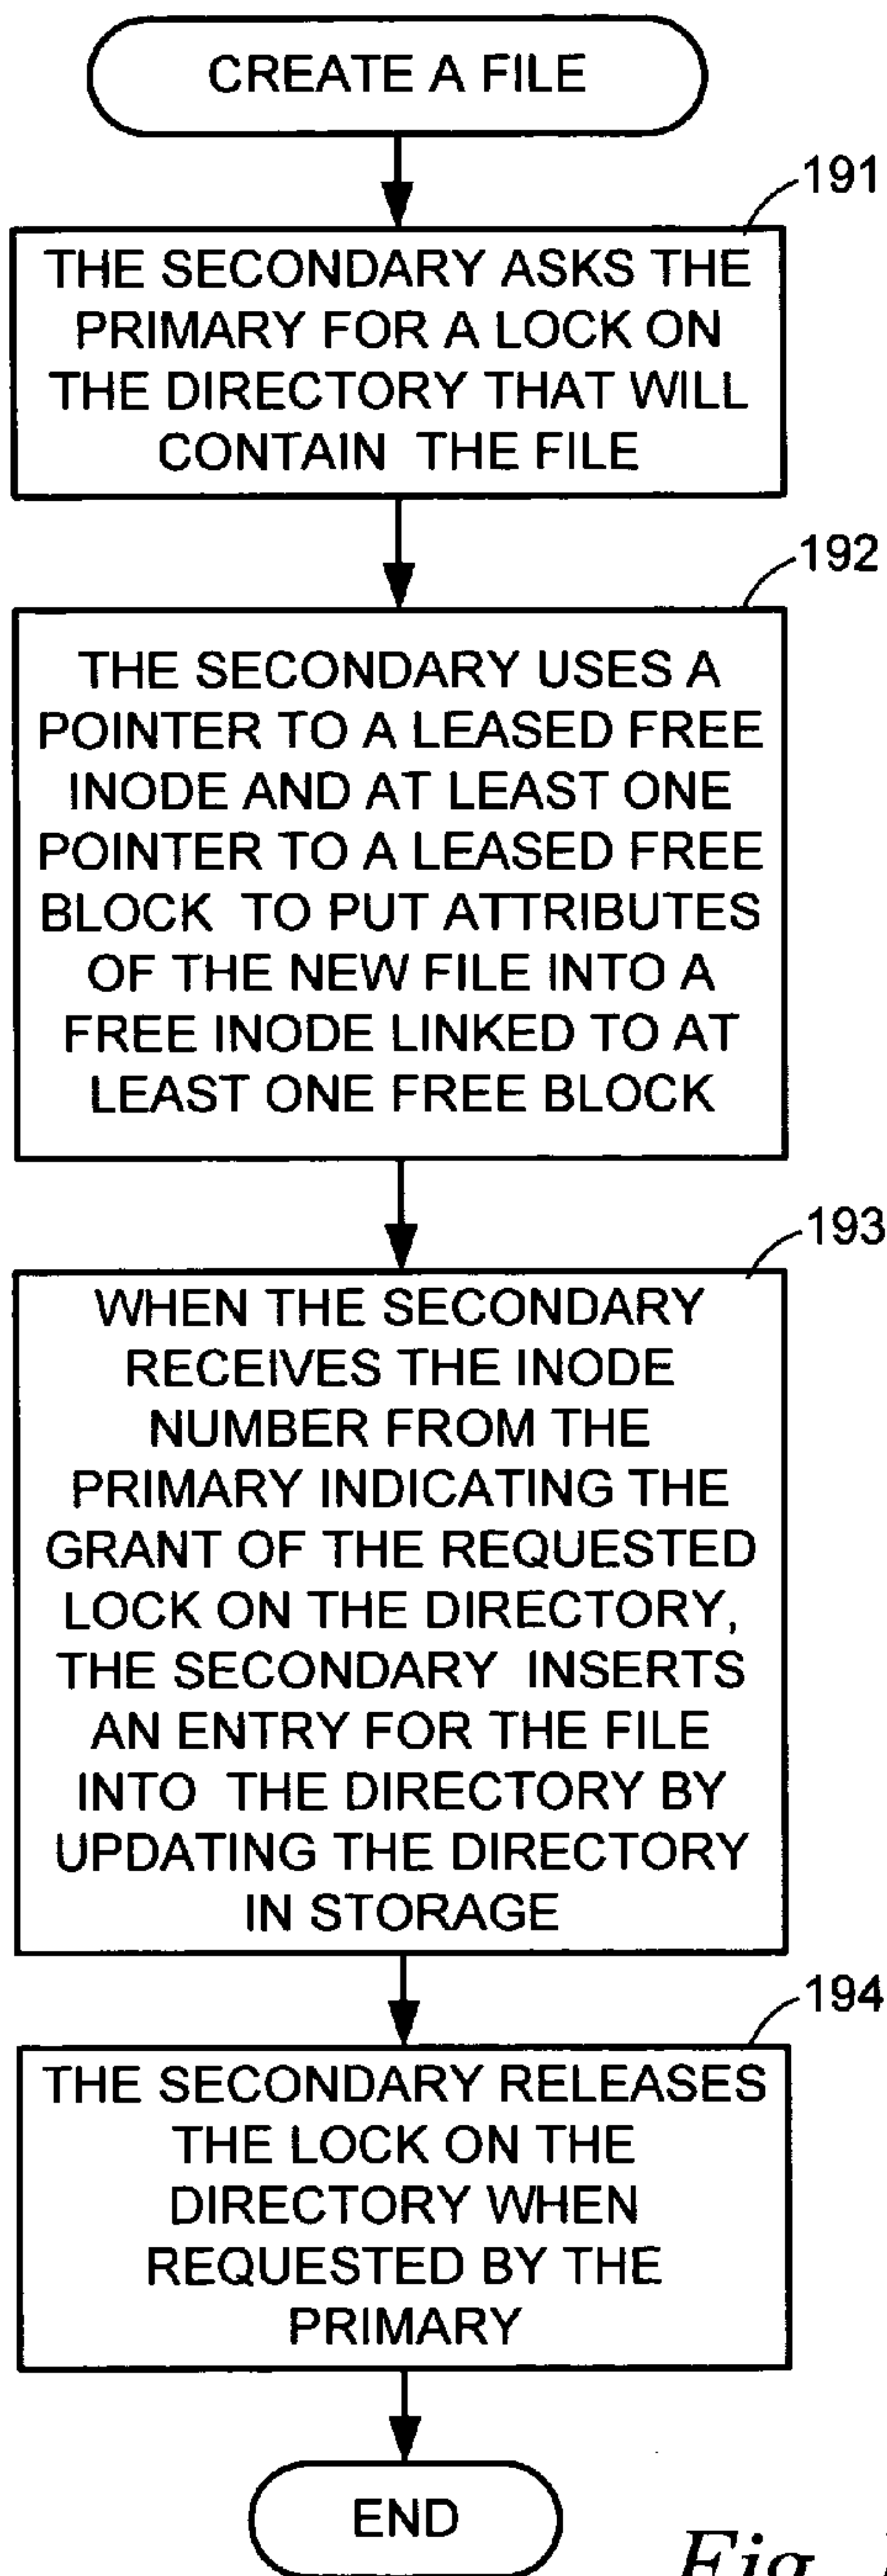 CREATE A FILE
191
THE SECONDARY ASKS THE
PRIMARY FOR A LOCK ON
THE DIRECTORY THAT WILL
CONTAIN THE FILE
192
THE SECONDARY USES A
POINTER TO A LEASED FREE
INODE AND AT LEAST ONE
POINTER TO A LEASED FREE
BLOCK TO PUT ATTRIBUTES
OF THE NEW FILE INTO A
FREE INODE LINKED TO AT
LEAST ONE FREE BLOCK
193
WHEN THE SECONDARY
RECEIVES THE INODE
NUMBER FROM THE
PRIMARY INDICATING THE
GRANT OF THE REQUESTED
LOCK ON THE DIRECTORY,
THE SECONDARY INSERTS
AN ENTRY FOR THE FILE
INTO THE DIRECTORY BY
UPDATING THE DIRECTORY
IN STORAGE
194
THE SECONDARY RELEASES
THE LOCK ON THE
DIRECTORY WHEN
REQUESTED BY THE
PRIMARY
END
Fig.